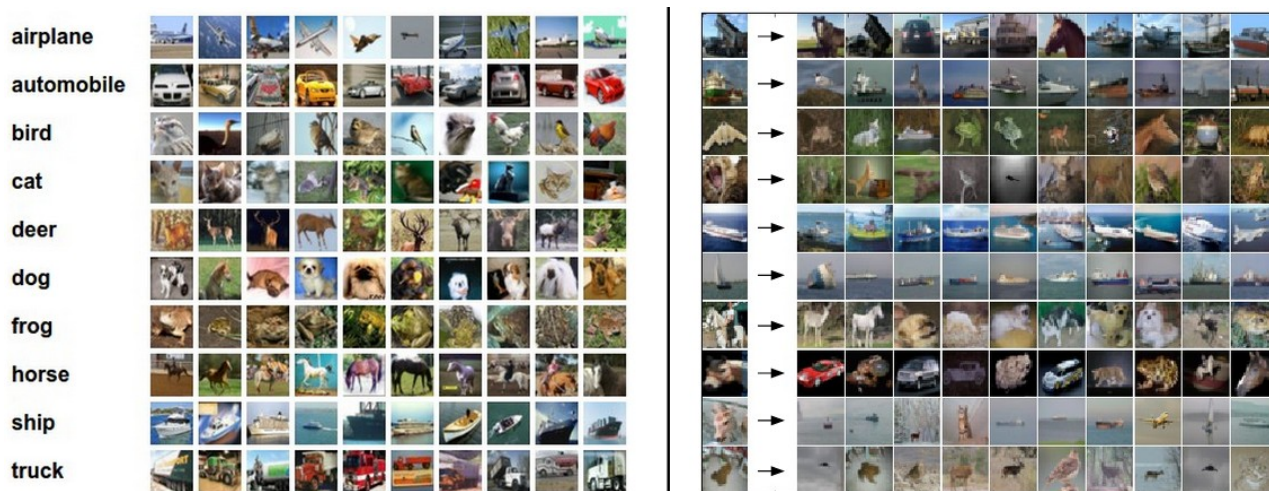 airplane
automobile
bird
cat
deer
dog
frog
horse
ship
truck